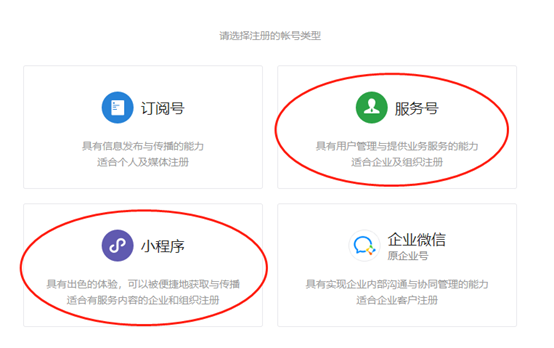 请选择注册的帐号类型
订阅号
具有信息发布与传播的能力
适合个人及媒体注册
服务号
具有用户管理与提供业务服务的能力
适合企业及组织注册
小程序
具有出色的体验，可以被便捷地获取与传播
适合有服务内容的企业和组织注册
企业微信
原企业号
具有实现企业内部沟通与协同管理的能力
适合企业客户注册